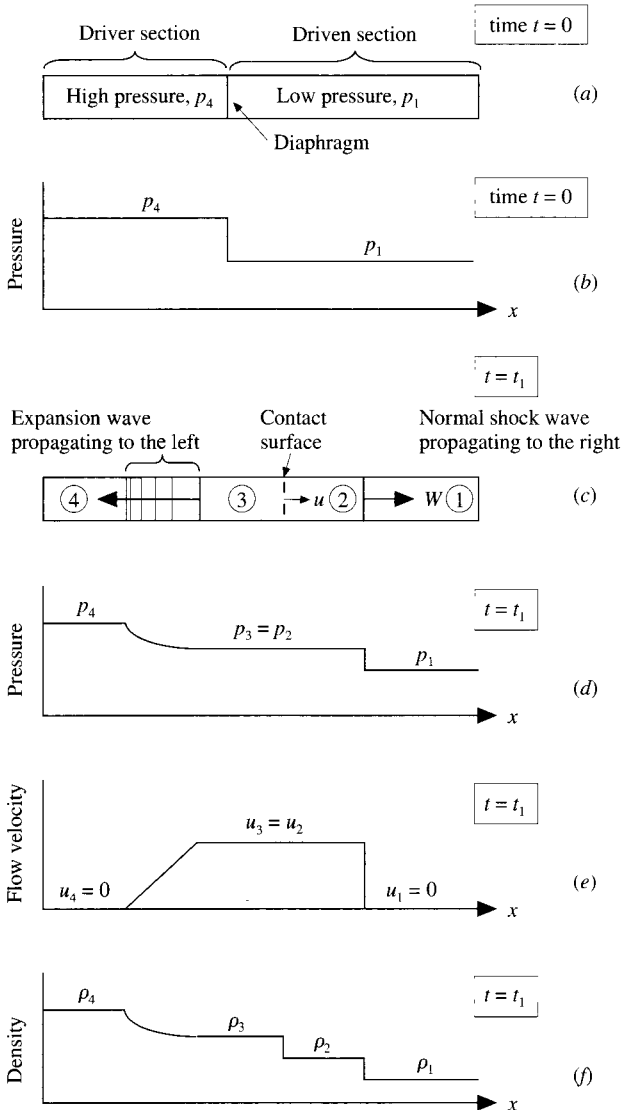 time t = 0
Driver section
Driven section
High pressure, p4
Low pressure, p1
(a)
Diaphragm
time t = 0
Pressure
p4
p1
(b)
x
t = t1
Expansion wave
propagating to the left
Contact
surface
Normal shock wave
propagating to the right
4
3
u
2
W
1
(c)
t = t1
Pressure
p4
p3 = p2
p1
(d)
x
t = t1
Flow velocity
u3 = u2
u4 = 0
u1 = 0
(e)
x
t = t1
Density
ρ4
ρ3
ρ2
ρ1
(f)
x